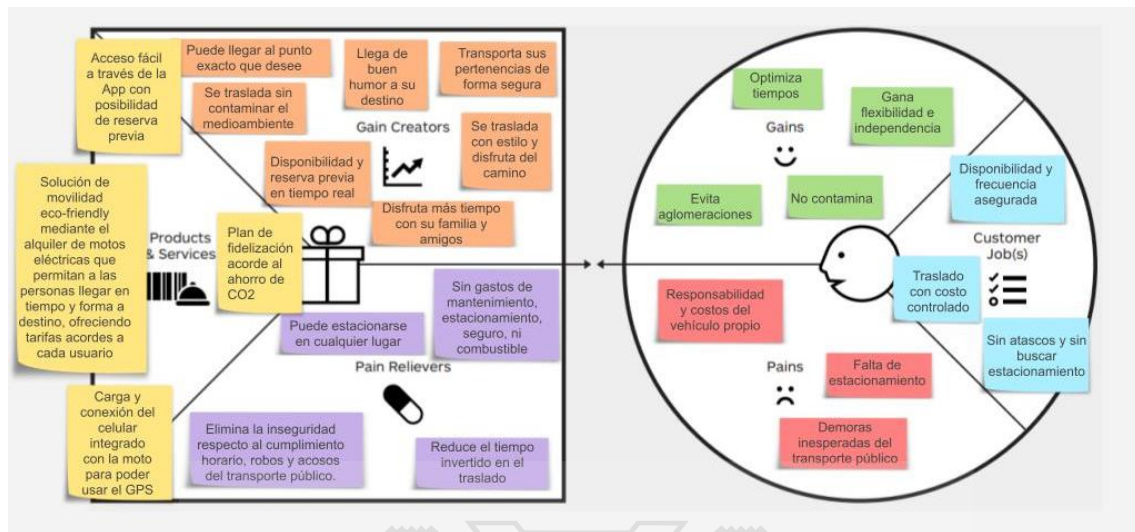 Acceso fácil
a través de la
App con
posibilidad
de reserva
previa
Puede llegar al punto
exacto que desee
Llega de
buen
humor a su
destino
Transporta sus
pertenencias de
forma segura
Se traslada sin
contaminar el
medioambiente
Gain Creators
Se traslada
con estilo y
disfruta del
camino
Disponibilidad y
reserva previa
en tiempo real
Disfruta más tiempo
con su familia y
amigos
Solución de
movilidad
eco-friendly
mediante el
alquiler de motos
eléctricas que
permitan a las
personas llegar en
tiempo y forma a
destino, ofreciendo
tarifas acordes a
cada usuario
Products
& Services
Plan de
fidelización
acorde al
ahorro de
CO2
Carga y
conexión del
celular
integrado
con la moto
para poder
usar el GPS
Sin gastos de
mantenimiento,
estacionamiento,
seguro, ni
combustible
Puede estacionarse
en cualquier lugar
Pain Relievers
Elimina la inseguridad
respecto al cumplimiento
horario, robos y acosos
del transporte público.
Reduce el tiempo
invertido en el
traslado
Optimiza
tiempos
Gana
flexibilidad e
independencia
Gains
Evita
aglomeraciones
No contamina
Disponibilidad y
frecuencia
asegurada
Customer
Job(s)
Traslado
con costo
controlado
Sin atascos y sin
buscar
estacionamiento
Responsabilidad
y costos del
vehículo propio
Pains
Falta de
estacionamiento
Demoras
inesperadas del
transporte público